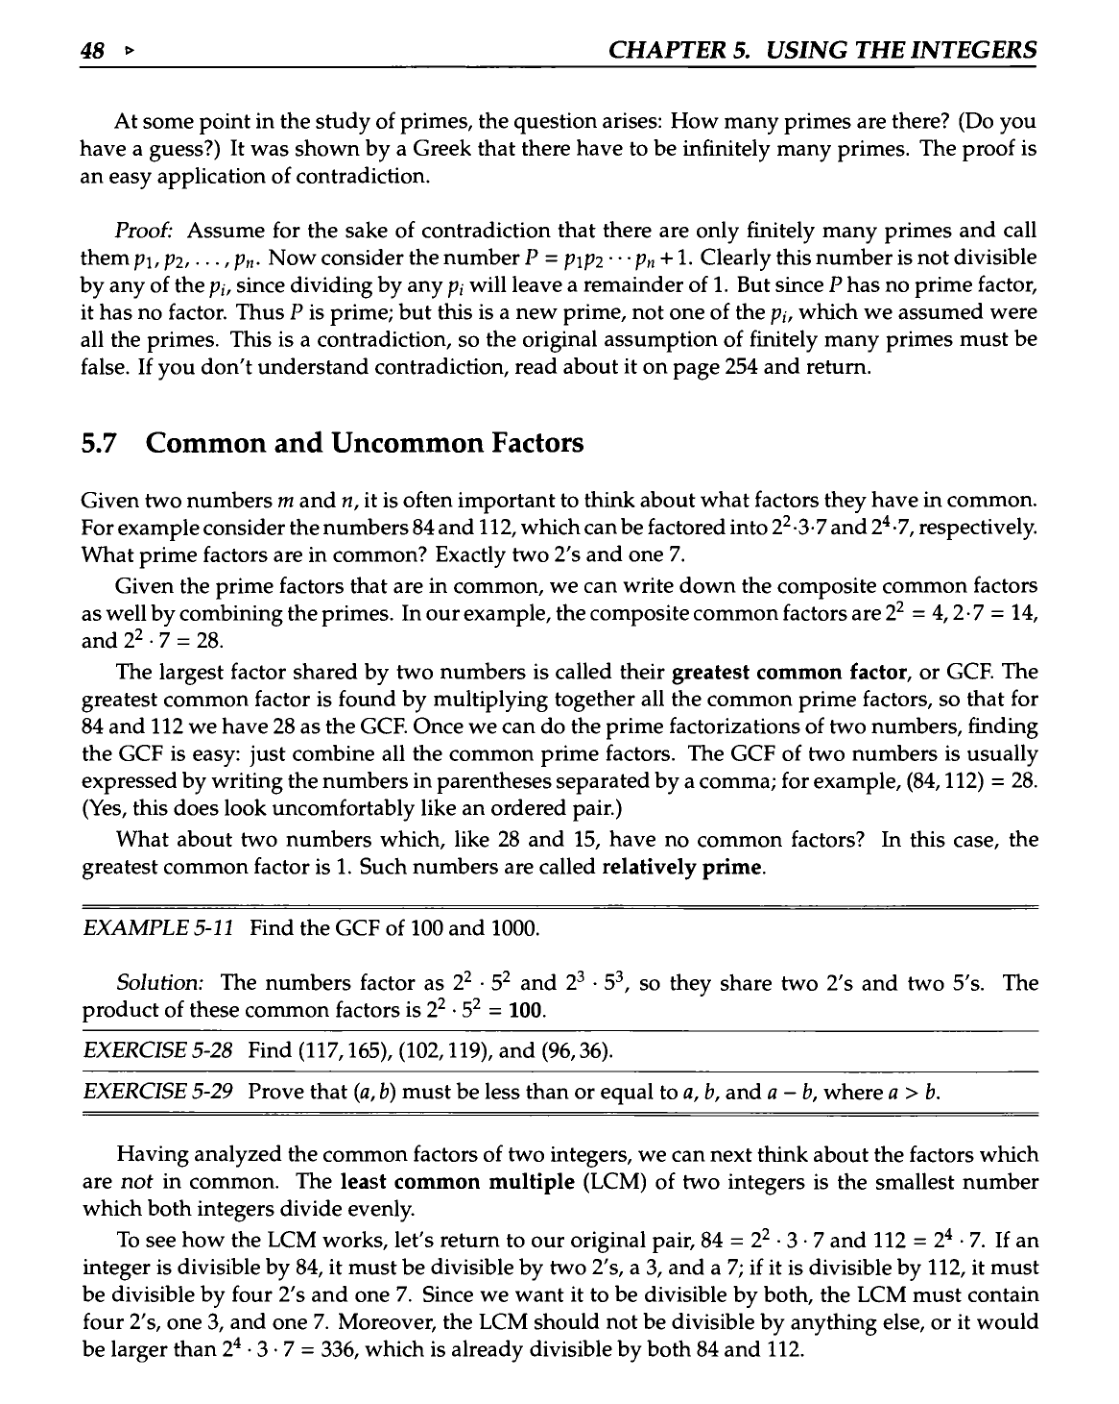 48 ▹ CHAPTER 5. USING THE INTEGERS
At some point in the study of primes, the question arises: How many primes are there? (Do you
have a guess?) It was shown by a Greek that there have to be infinitely many primes. The proof is
an easy application of contradiction.
Proof: Assume for the sake of contradiction that there are only finitely many primes and call
them p₁, p₂, . . . , pₙ. Now consider the number P = p₁p₂ ⋯ pₙ + 1. Clearly this number is not divisible
by any of the pᵢ, since dividing by any pᵢ will leave a remainder of 1. But since P has no prime factor,
it has no factor. Thus P is prime; but this is a new prime, not one of the pᵢ, which we assumed were
all the primes. This is a contradiction, so the original assumption of finitely many primes must be
false. If you don't understand contradiction, read about it on page 254 and return.
5.7 Common and Uncommon Factors
Given two numbers m and n, it is often important to think about what factors they have in common.
For example consider the numbers 84 and 112, which can be factored into 2²·3·7 and 2⁴·7, respectively.
What prime factors are in common? Exactly two 2's and one 7.
Given the prime factors that are in common, we can write down the composite common factors
as well by combining the primes. In our example, the composite common factors are 2² = 4, 2·7 = 14,
and 2² · 7 = 28.
The largest factor shared by two numbers is called their greatest common factor, or GCF. The
greatest common factor is found by multiplying together all the common prime factors, so that for
84 and 112 we have 28 as the GCF. Once we can do the prime factorizations of two numbers, finding
the GCF is easy: just combine all the common prime factors. The GCF of two numbers is usually
expressed by writing the numbers in parentheses separated by a comma; for example, (84, 112) = 28.
(Yes, this does look uncomfortably like an ordered pair.)
What about two numbers which, like 28 and 15, have no common factors? In this case, the
greatest common factor is 1. Such numbers are called relatively prime.
EXAMPLE 5-11 Find the GCF of 100 and 1000.
Solution: The numbers factor as 2² · 5² and 2³ · 5³, so they share two 2's and two 5's. The
product of these common factors is 2² · 5² = 100.
EXERCISE 5-28 Find (117, 165), (102, 119), and (96, 36).
EXERCISE 5-29 Prove that (a, b) must be less than or equal to a, b, and a − b, where a > b.
Having analyzed the common factors of two integers, we can next think about the factors which
are not in common. The least common multiple (LCM) of two integers is the smallest number
which both integers divide evenly.
To see how the LCM works, let's return to our original pair, 84 = 2² · 3 · 7 and 112 = 2⁴ · 7. If an
integer is divisible by 84, it must be divisible by two 2's, a 3, and a 7; if it is divisible by 112, it must
be divisible by four 2's and one 7. Since we want it to be divisible by both, the LCM must contain
four 2's, one 3, and one 7. Moreover, the LCM should not be divisible by anything else, or it would
be larger than 2⁴ · 3 · 7 = 336, which is already divisible by both 84 and 112.